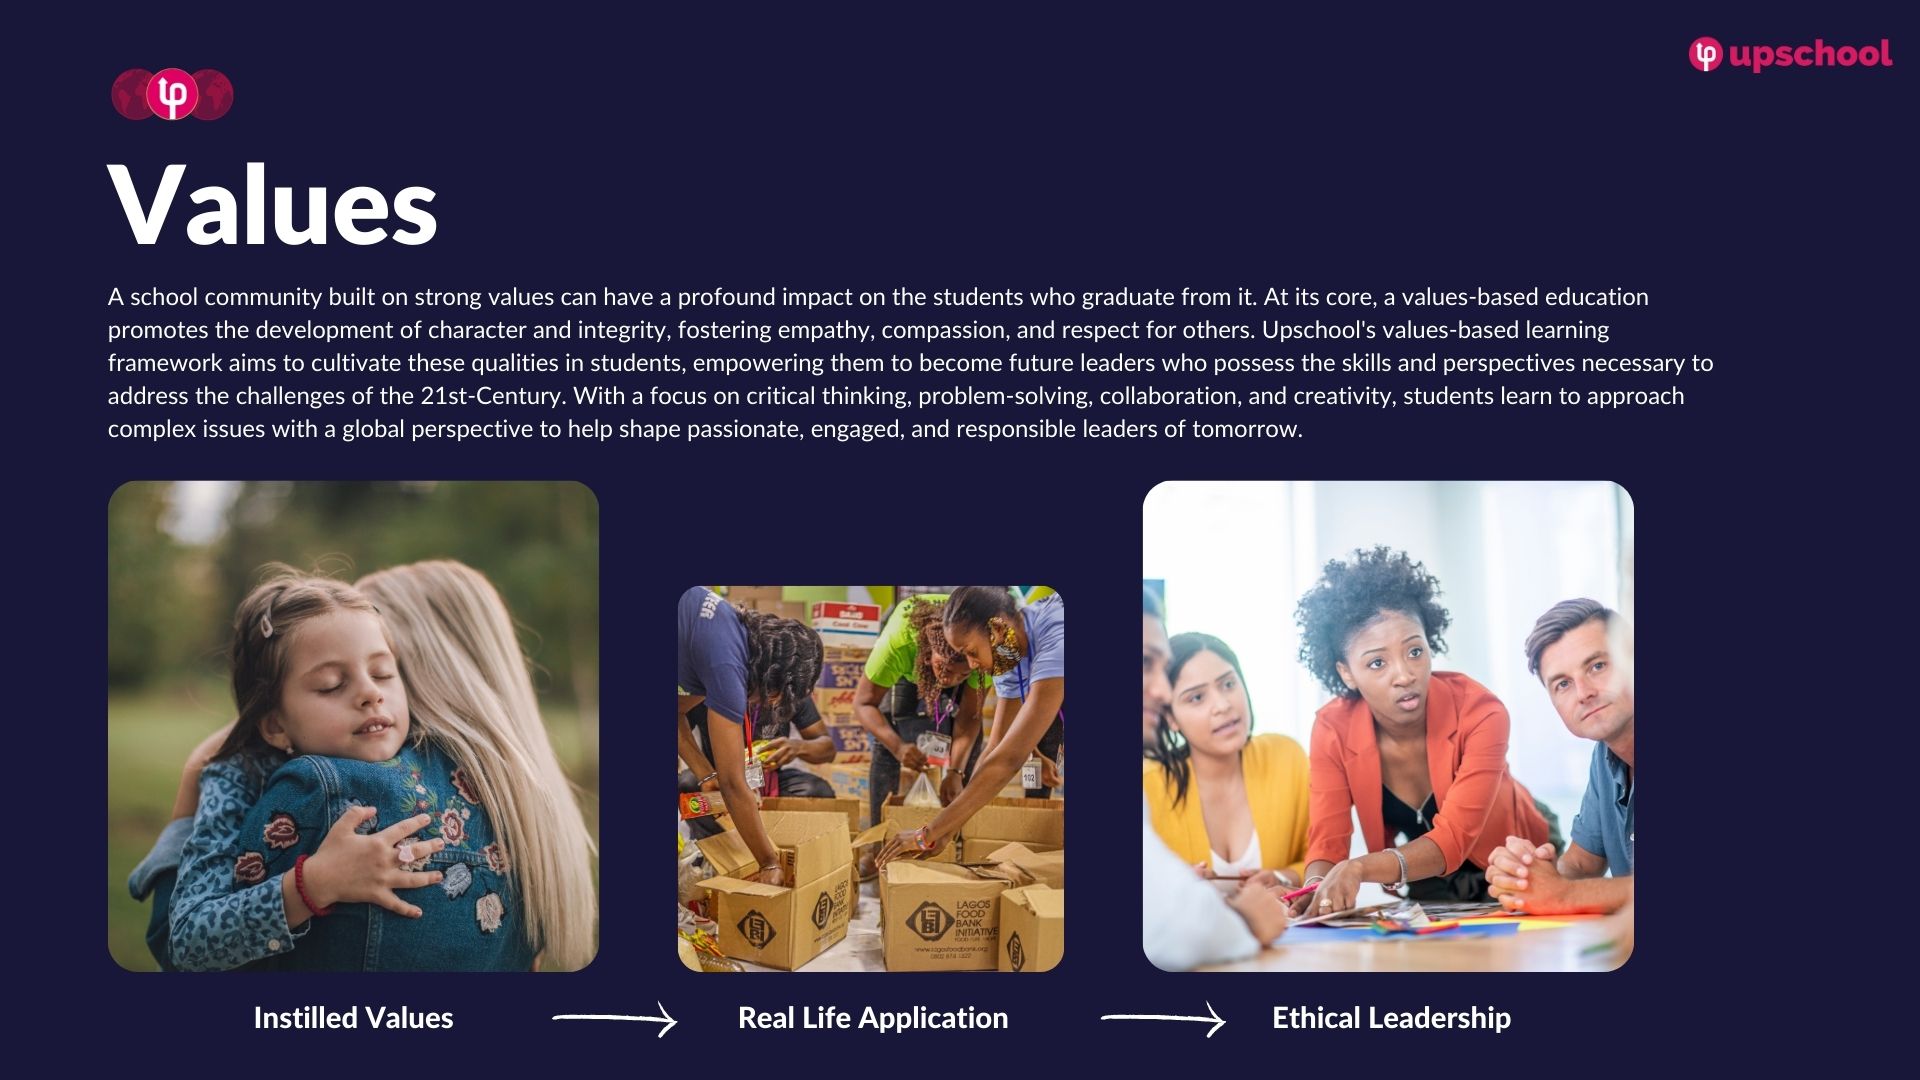 upschool
Values
A school community built on strong values can have a profound impact on the students who graduate from it. At its core, a values-based education
promotes the development of character and integrity, fostering empathy, compassion, and respect for others. Upschool's values-based learning
framework aims to cultivate these qualities in students, empowering them to become future leaders who possess the skills and perspectives necessary to
address the challenges of the 21st-Century. With a focus on critical thinking, problem-solving, collaboration, and creativity, students learn to approach
complex issues with a global perspective to help shape passionate, engaged, and responsible leaders of tomorrow.
LAGOS
FOOD
BANK
INITIATIVE
www.lagosfoodbank.org
102
Instilled Values
Real Life Application
Ethical Leadership